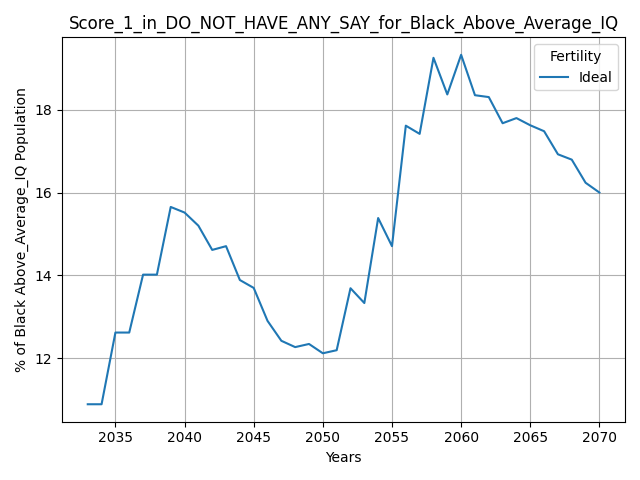 Score_1_in_DO_NOT_HAVE_ANY_SAY_for_Black_Above_Average_IQ
Fertility
Ideal
% of Black Above_Average_IQ Population
18
16
14
12
2035 2040 2045 2050 2055 2060 2065 2070
Years